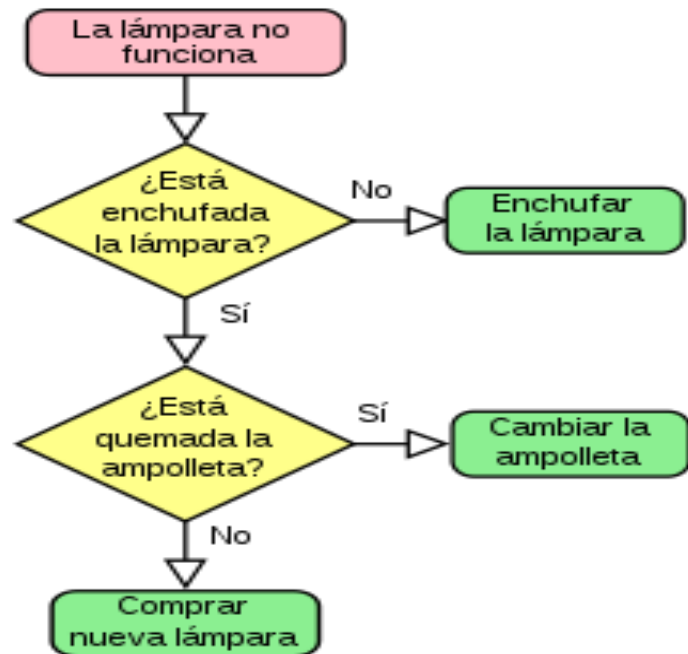 La lámpara no
funciona
¿Está
enchufada
la lámpara?
No
Enchufar
la lámpara
Sí
¿Está
quemada la
ampolleta?
Sí
Cambiar la
ampolleta
No
Comprar
nueva lámpara